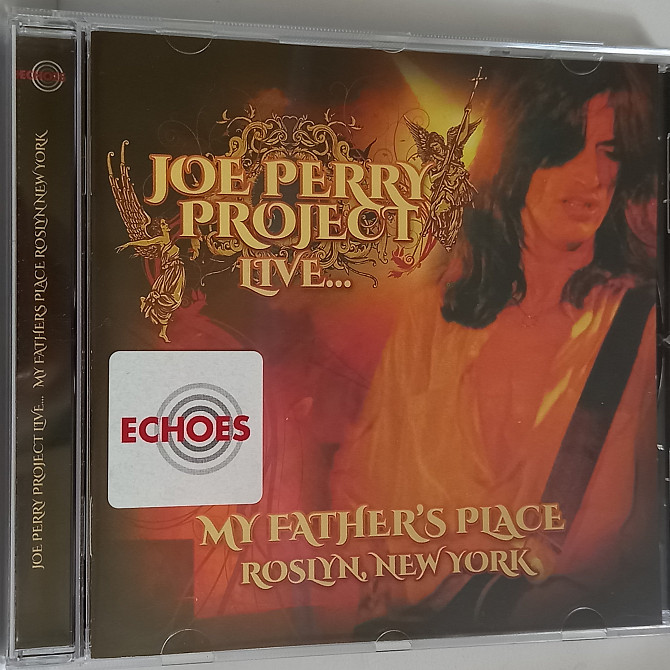 ECHOES
JOE PERRY PROJECT LIVE... MY FATHERS PLACE ROSLYN NEW YORK
JOE PERRY
PROJECT
LIVE...
ECHOES
MY FATHER'S PLACE
ROSLYN, NEW YORK